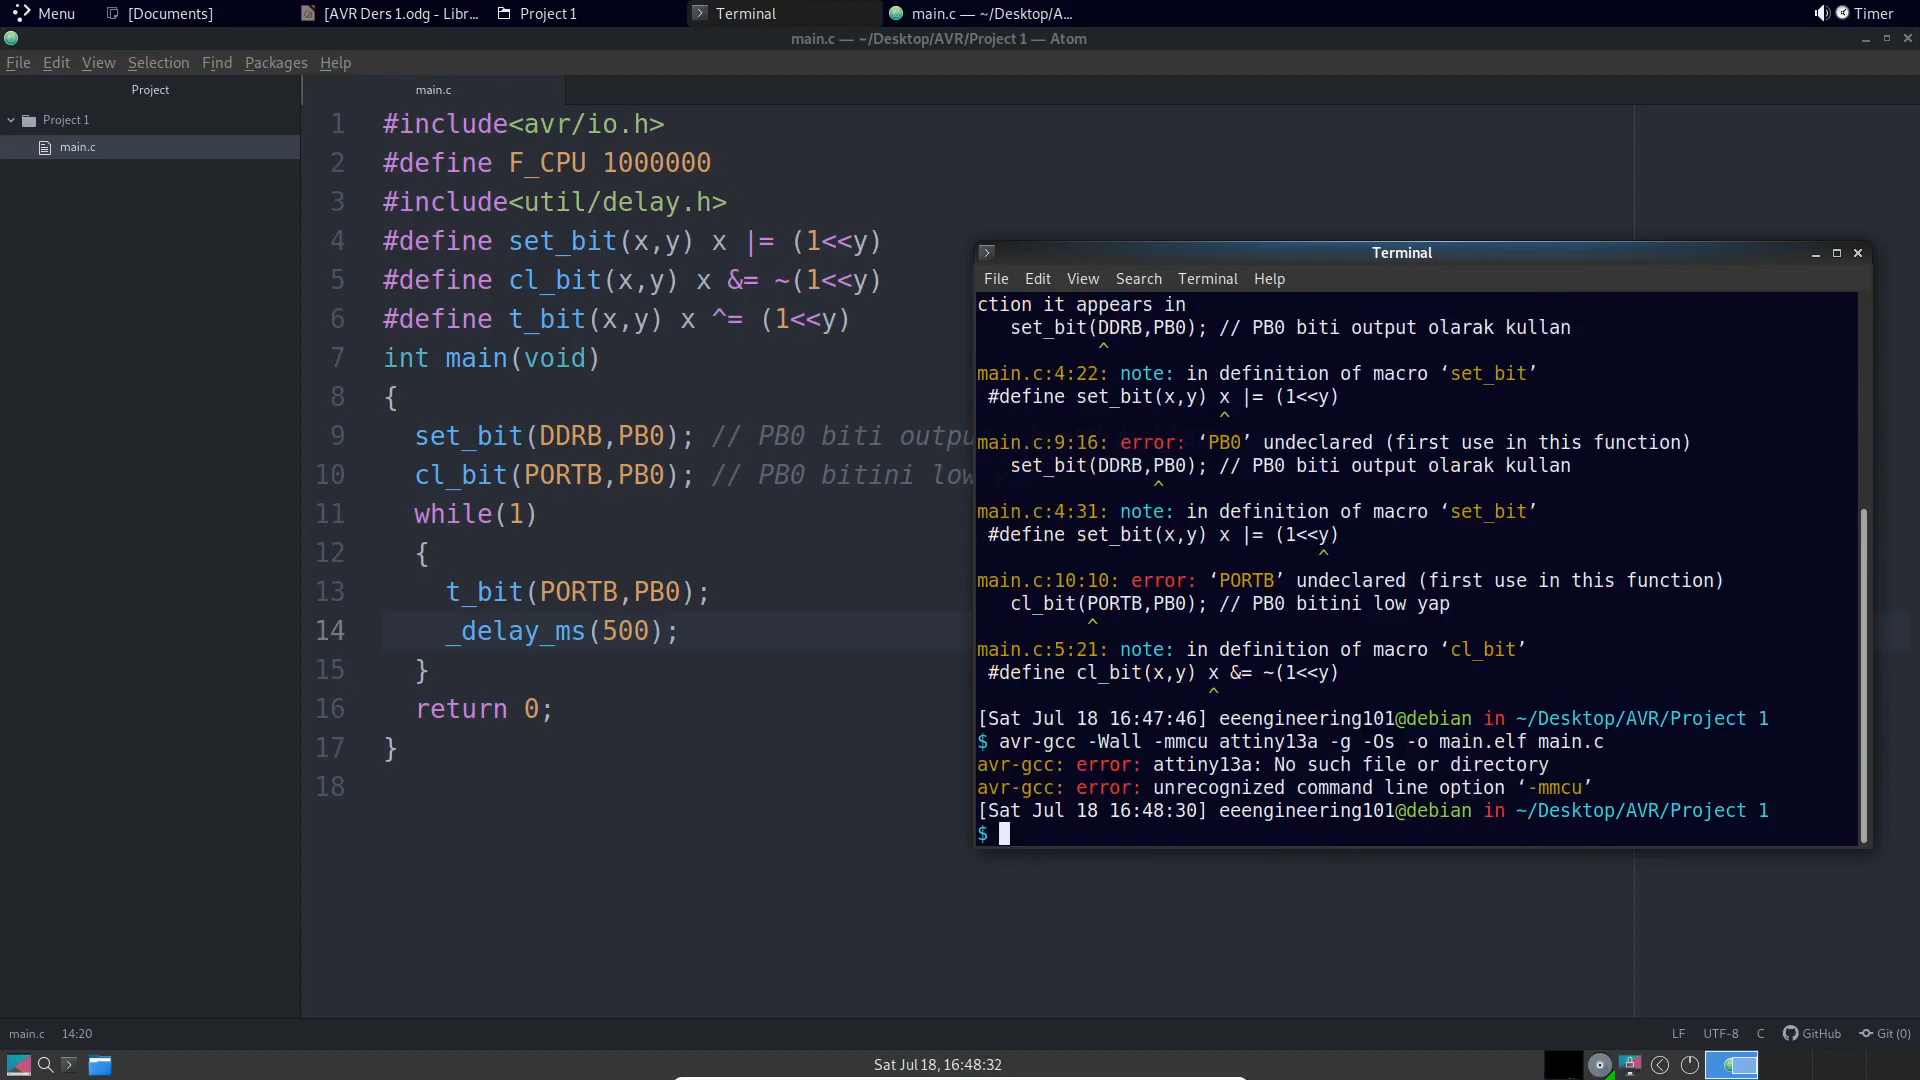 Menu
[Documents]
[AVR Ders 1.odg - Libr...
Project 1
Terminal
main.c — ~/Desktop/A...
Timer
main.c — ~/Desktop/AVR/Project 1 — Atom
File Edit View Selection Find Packages Help
Project
main.c
Project 1
main.c
1 #include<avr/io.h>
2 #define F_CPU 1000000
3 #include<util/delay.h>
4 #define set_bit(x,y) x |= (1<<y)
5 #define cl_bit(x,y) x &= ~(1<<y)
6 #define t_bit(x,y) x ^= (1<<y)
7 int main(void)
8 {
9 set_bit(DDRB,PB0); // PB0 biti outpu
10 cl_bit(PORTB,PB0); // PB0 bitini low
11 while(1)
12 {
13 t_bit(PORTB,PB0);
14 _delay_ms(500);
15 }
16 return 0;
17 }
18
Terminal
File Edit View Search Terminal Help
ction it appears in
set_bit(DDRB,PB0); // PB0 biti output olarak kullan
^
main.c:4:22: note: in definition of macro ‘set_bit’
#define set_bit(x,y) x |= (1<<y)
^
main.c:9:16: error: ‘PB0’ undeclared (first use in this function)
set_bit(DDRB,PB0); // PB0 biti output olarak kullan
^
main.c:4:31: note: in definition of macro ‘set_bit’
#define set_bit(x,y) x |= (1<<y)
^
main.c:10:10: error: ‘PORTB’ undeclared (first use in this function)
cl_bit(PORTB,PB0); // PB0 bitini low yap
^
main.c:5:21: note: in definition of macro ‘cl_bit’
#define cl_bit(x,y) x &= ~(1<<y)
^
[Sat Jul 18 16:47:46] eeengineering101@debian in ~/Desktop/AVR/Project 1
$ avr-gcc -Wall -mmcu attiny13a -g -Os -o main.elf main.c
avr-gcc: error: attiny13a: No such file or directory
avr-gcc: error: unrecognized command line option ‘-mmcu’
[Sat Jul 18 16:48:30] eeengineering101@debian in ~/Desktop/AVR/Project 1
$
main.c 14:20
LF UTF-8 C GitHub Git (0)
Sat Jul 18, 16:48:32